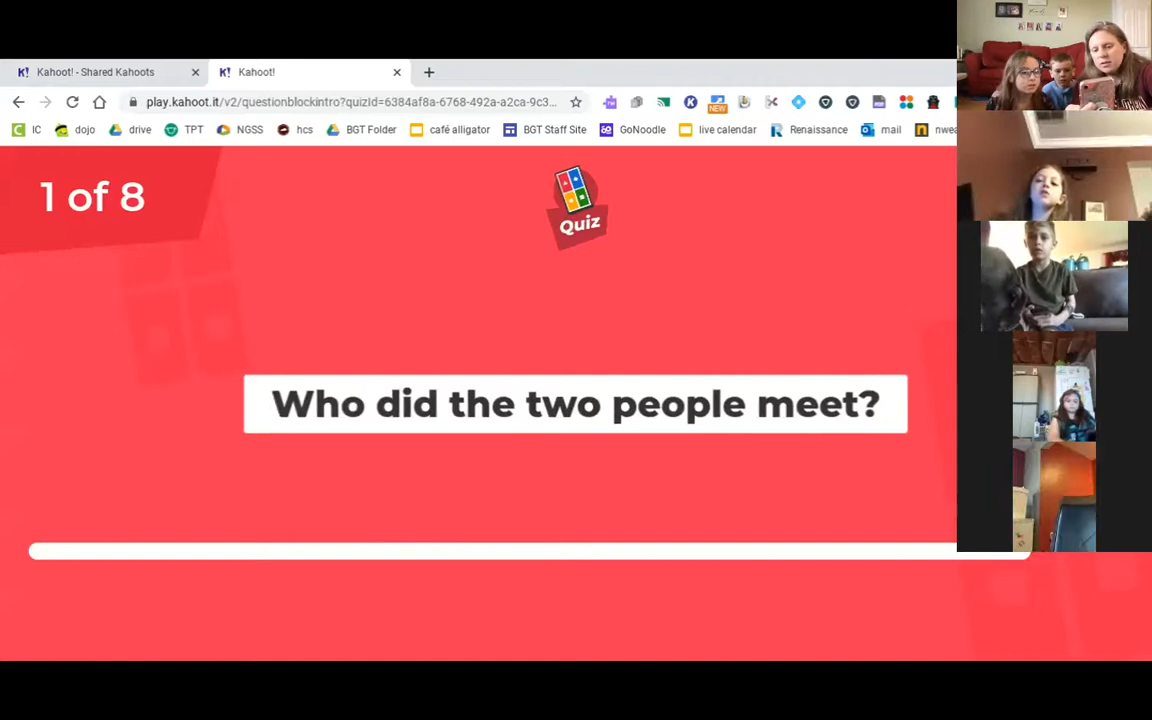 Kahoot! - Shared Kahoots
Kahoot!
play.kahoot.it/v2/questionblockintro?quizId=6384af8a-6768-492a-a2ca-9c3...
NEW
IC
dojo
drive
TPT
NGSS
hcs
BGT Folder
café alligator
BGT Staff Site
GoNoodle
live calendar
Renaissance
mail
nwea
1 of 8
Quiz
Who did the two people meet?